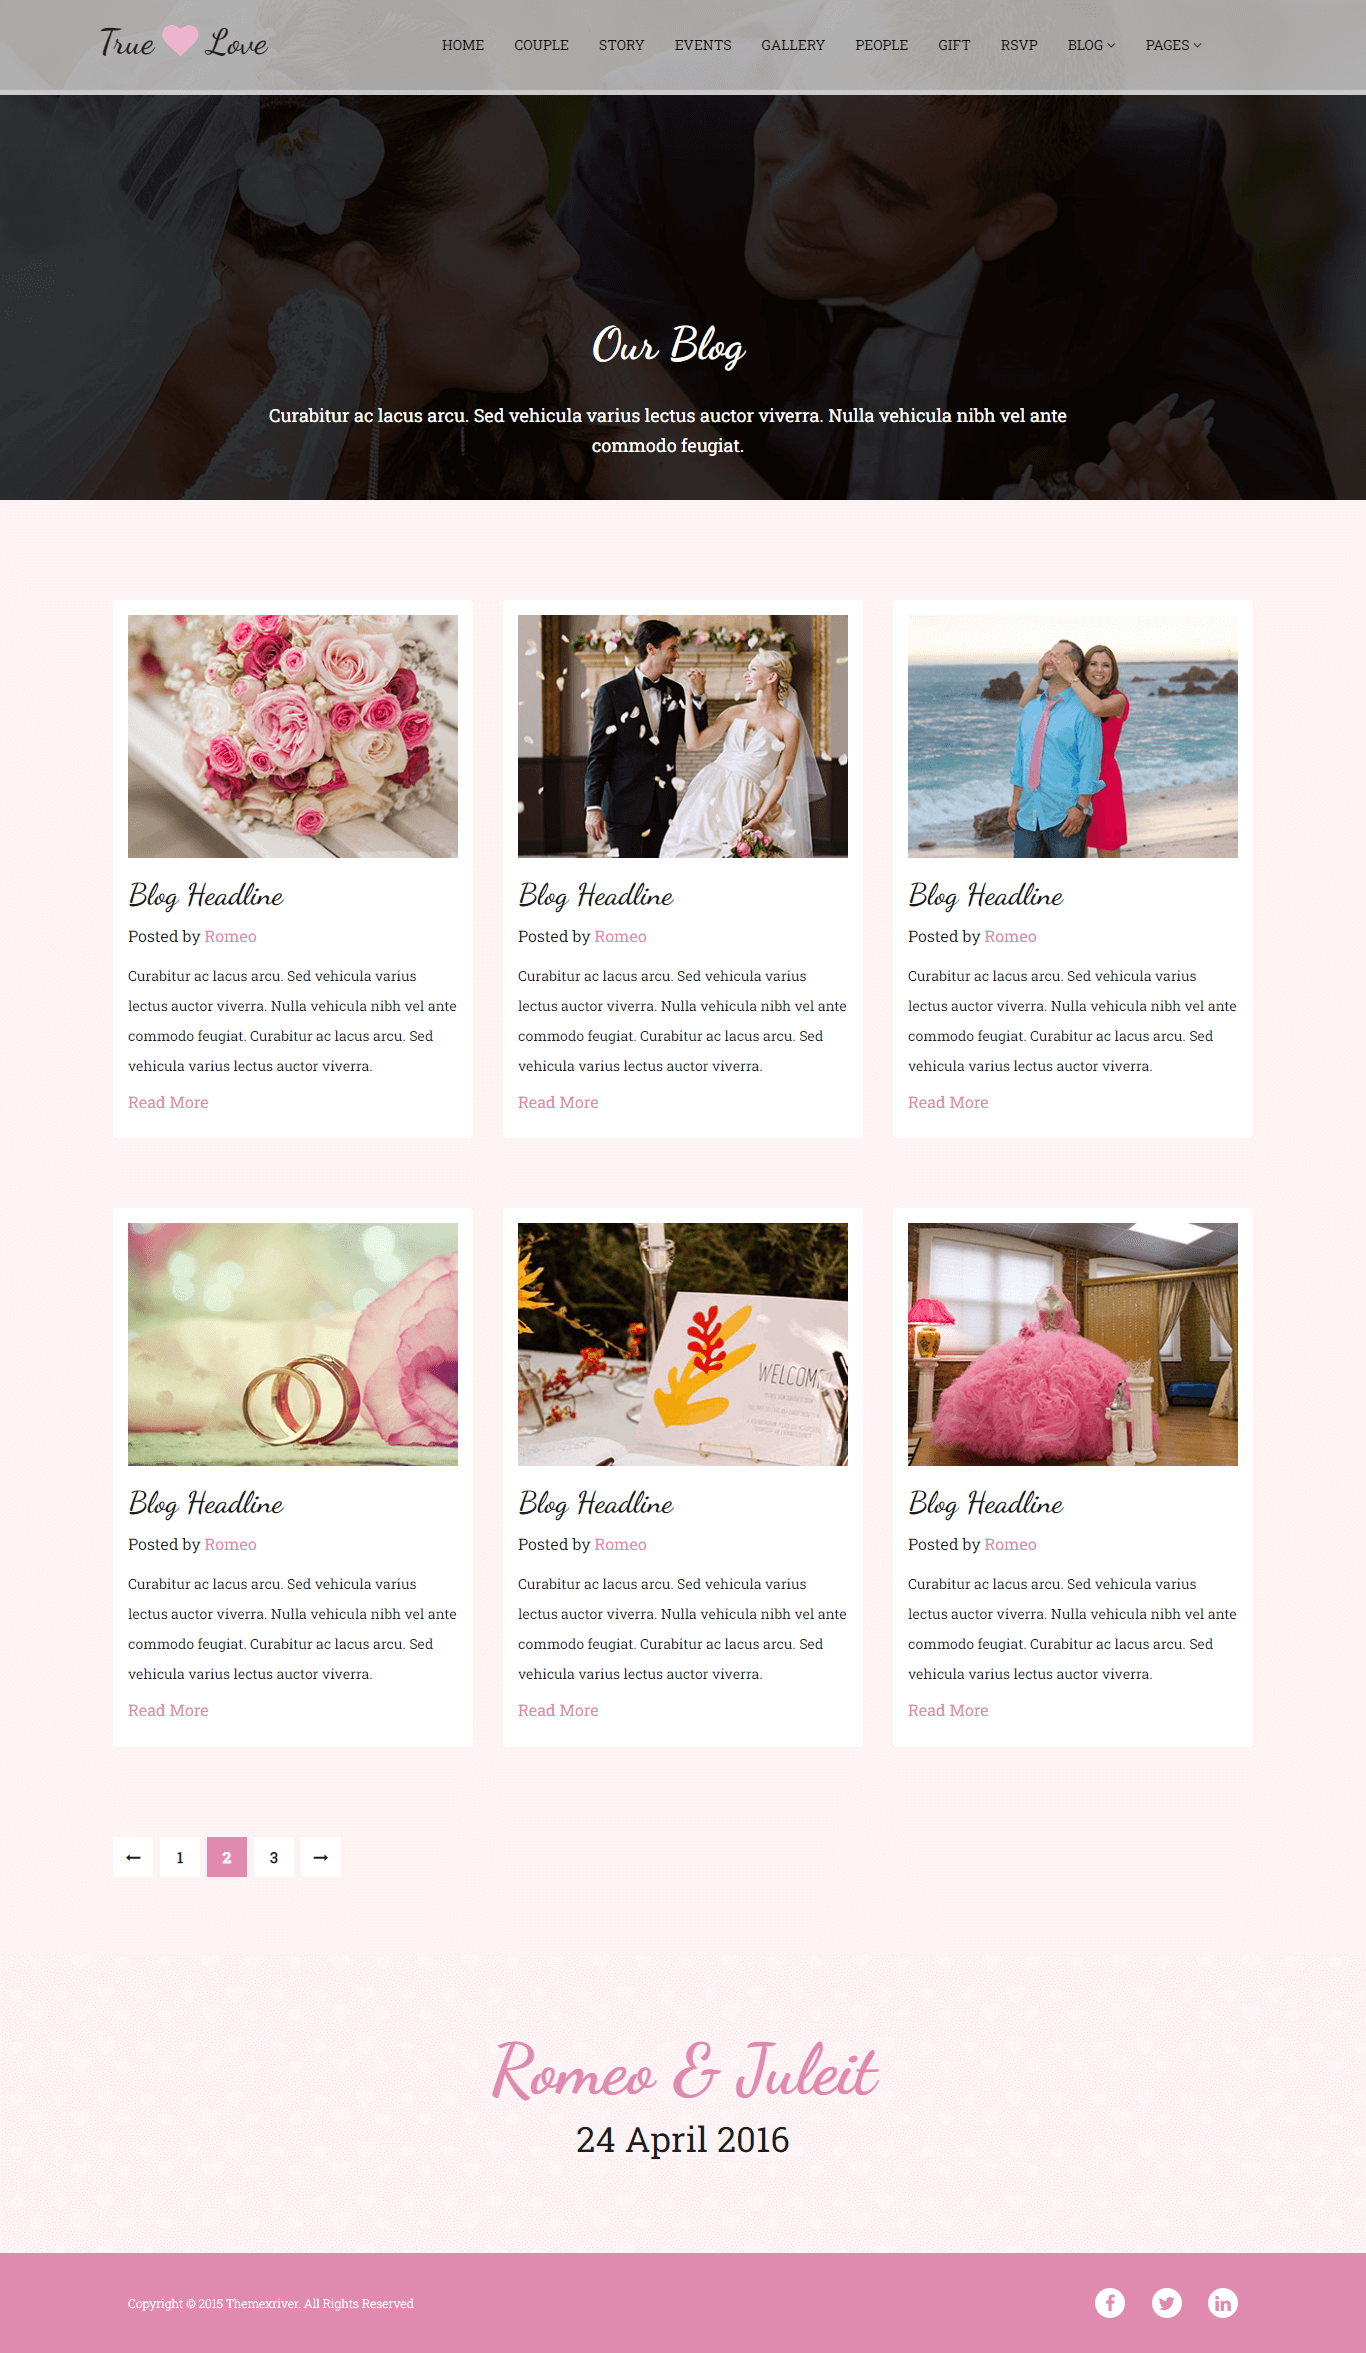 True Love
HOME COUPLE STORY EVENTS GALLERY PEOPLE GIFT RSVP BLOG PAGES
Our Blog
Curabitur ac lacus arcu. Sed vehicula varius lectus auctor viverra. Nulla vehicula nibh vel ante
commodo feugiat.
Blog Headline
Posted by Romeo
Curabitur ac lacus arcu. Sed vehicula varius
lectus auctor viverra. Nulla vehicula nibh vel ante
commodo feugiat. Curabitur ac lacus arcu. Sed
vehicula varius lectus auctor viverra.
Read More
Blog Headline
Posted by Romeo
Curabitur ac lacus arcu. Sed vehicula varius
lectus auctor viverra. Nulla vehicula nibh vel ante
commodo feugiat. Curabitur ac lacus arcu. Sed
vehicula varius lectus auctor viverra.
Read More
Blog Headline
Posted by Romeo
Curabitur ac lacus arcu. Sed vehicula varius
lectus auctor viverra. Nulla vehicula nibh vel ante
commodo feugiat. Curabitur ac lacus arcu. Sed
vehicula varius lectus auctor viverra.
Read More
Blog Headline
Posted by Romeo
Curabitur ac lacus arcu. Sed vehicula varius
lectus auctor viverra. Nulla vehicula nibh vel ante
commodo feugiat. Curabitur ac lacus arcu. Sed
vehicula varius lectus auctor viverra.
Read More
WELCOME
Blog Headline
Posted by Romeo
Curabitur ac lacus arcu. Sed vehicula varius
lectus auctor viverra. Nulla vehicula nibh vel ante
commodo feugiat. Curabitur ac lacus arcu. Sed
vehicula varius lectus auctor viverra.
Read More
Blog Headline
Posted by Romeo
Curabitur ac lacus arcu. Sed vehicula varius
lectus auctor viverra. Nulla vehicula nibh vel ante
commodo feugiat. Curabitur ac lacus arcu. Sed
vehicula varius lectus auctor viverra.
Read More
← 1 2 3 →
Romeo & Juleit
24 April 2016
Copyright © 2015 Themexriver. All Rights Reserved